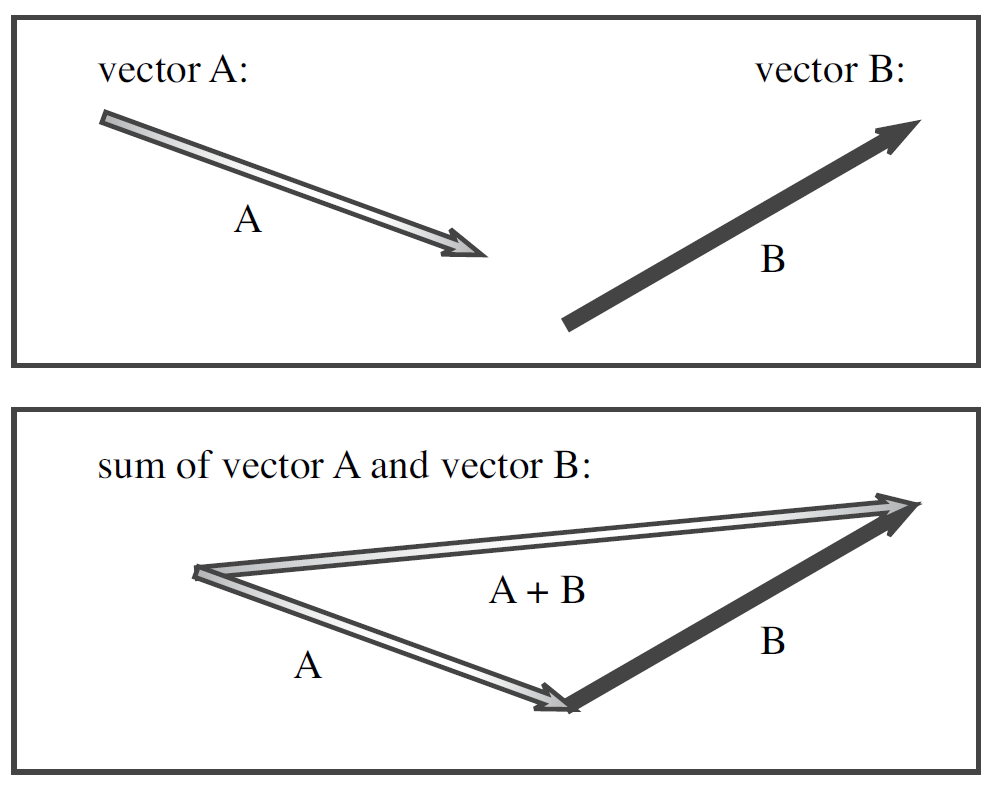 vector A:
vector B:
A
B
sum of vector A and vector B:
A + B
B
A